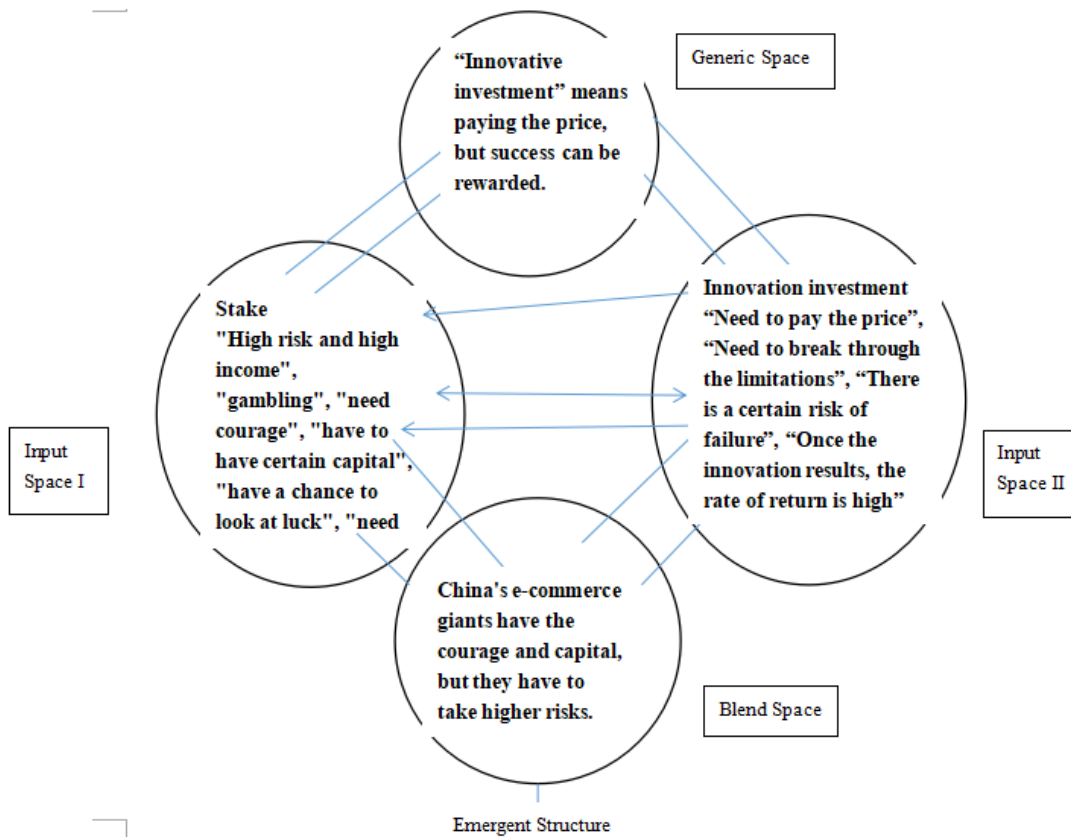 “Innovative
investment” means
paying the price,
but success can be
rewarded.
Generic Space
Stake
"High risk and high
income",
"gambling", "need
courage", "have to
have certain capital",
"have a chance to
look at luck", "need
Input
Space I
Innovation investment
“Need to pay the price”,
“Need to break through
the limitations”, “There
is a certain risk of
failure”, “Once the
innovation results, the
rate of return is high”
Input
Space II
China's e-commerce
giants have the
courage and capital,
but they have to
take higher risks.
Blend Space
Emergent Structure